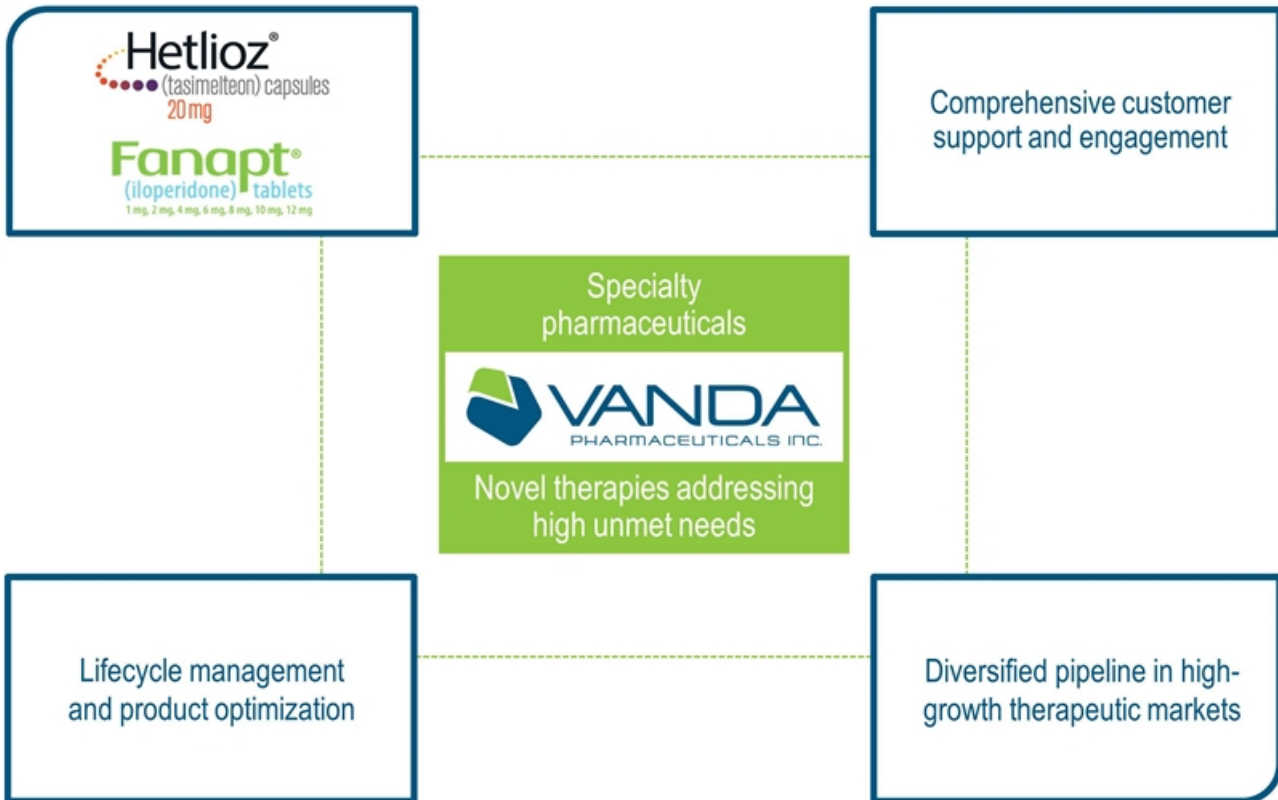 Hetlioz®
(tasimelteon) capsules
20 mg
Fanapt®
(iloperidone) tablets
1 mg, 2 mg, 4 mg, 6 mg, 8 mg, 10 mg, 12 mg
Comprehensive customer
support and engagement
Specialty
pharmaceuticals
VANDA
PHARMACEUTICALS INC.
Novel therapies addressing
high unmet needs
Lifecycle management
and product optimization
Diversified pipeline in high-
growth therapeutic markets